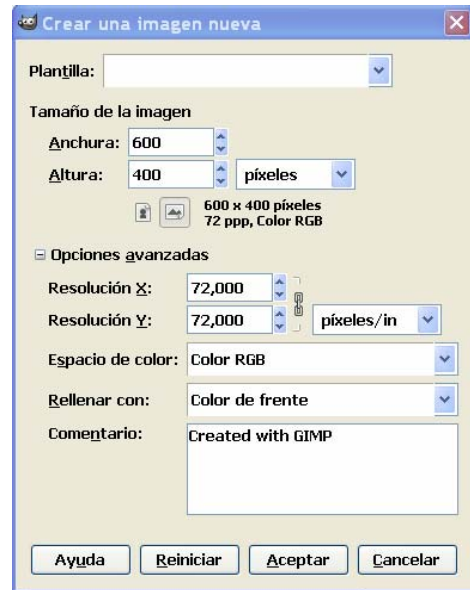 Crear una imagen nueva
Plantilla:
Tamaño de la imagen
Anchura: 600
Altura: 400 píxeles
600 x 400 píxeles
72 ppp, Color RGB
Opciones avanzadas
Resolución X: 72,000
Resolución Y: 72,000 píxeles/in
Espacio de color: Color RGB
Rellenar con: Color de frente
Comentario: Created with GIMP
Ayuda Reiniciar Aceptar Cancelar